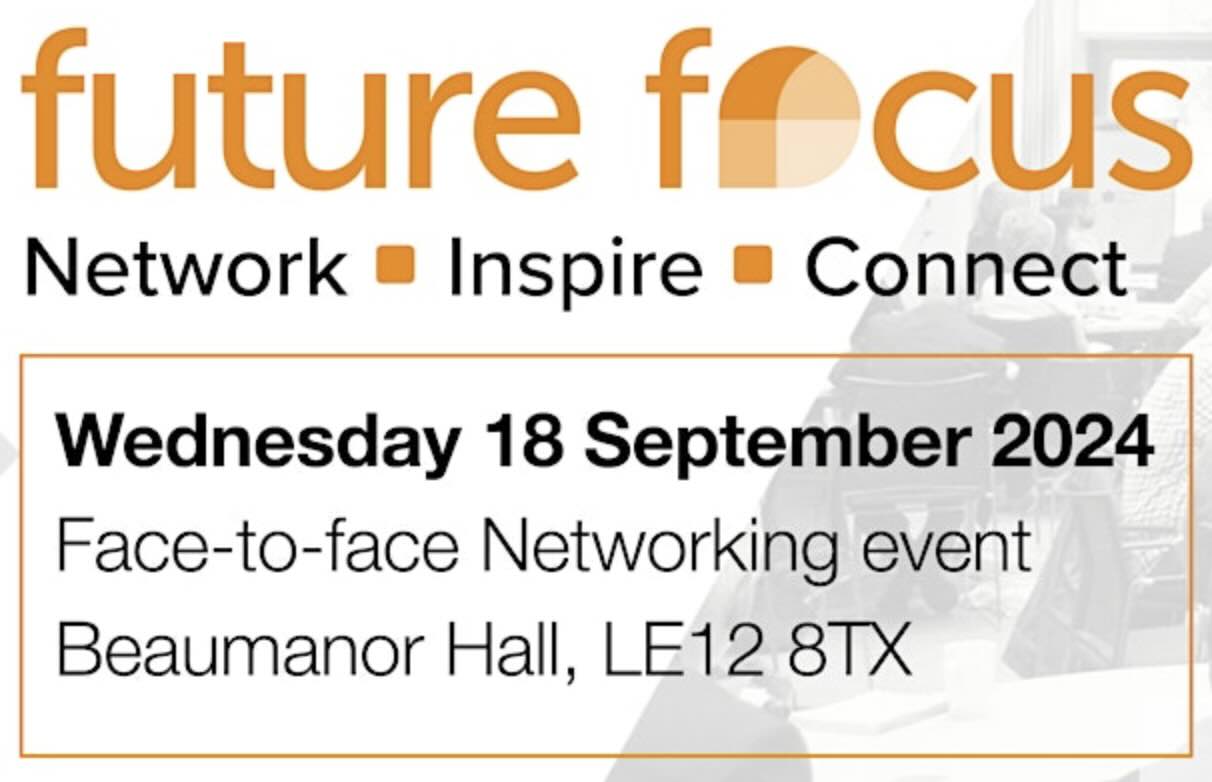 future focus
Network ▪ Inspire ▪ Connect
Wednesday 18 September 2024
Face-to-face Networking event
Beaumanor Hall, LE12 8TX